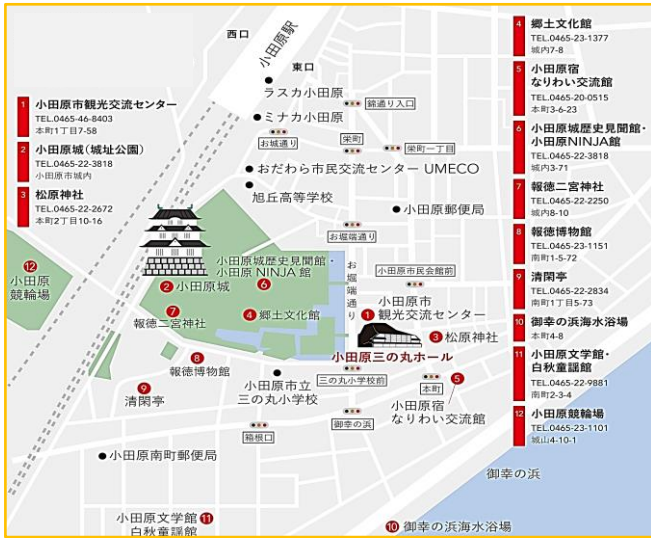 西口
小田原駅
東口
ラスカ小田原
錦通り入口
ミナカ小田原
お城通り
栄町
栄町一丁目
おだわら市民交流センター UMECO
旭丘高等学校
小田原郵便局
お堀端通り
小田原市民会館前
お堀端通り
1 小田原市観光交流センター
TEL.0465-46-8403
本町1丁目7-58
2 小田原城(城址公園)
TEL.0465-22-3818
小田原市城内
3 松原神社
TEL.0465-22-2672
本町2丁目10-16
12
小田原
競輪場
小田原城歴史見聞館・
小田原 NINJA 館
6
2 小田原城
7
報徳二宮神社
4 郷土文化館
小田原市
1 観光交流センター
3 松原神社
小田原三の丸ホール
8
報徳博物館
9
清閑亭
小田原市立
三の丸小学校
三の丸小学校前
本町
5
小田原宿
なりわい交流館
御幸の浜
箱根口
小田原南町郵便局
小田原文学館 11
白秋童謡館
10 御幸の浜海水浴場
御幸の浜
4 郷土文化館
TEL.0465-23-1377
城内7-8
5 小田原宿
なりわい交流館
TEL.0465-20-0515
本町3-6-23
6 小田原城歴史見聞館・
小田原NINJA館
TEL.0465-22-3818
城内3-71
7 報徳二宮神社
TEL.0465-22-2250
城内8-10
8 報徳博物館
TEL.0465-23-1151
南町1-5-72
9 清閑亭
TEL.0465-22-2834
南町1丁目5-73
10 御幸の浜海水浴場
本町4-8
11 小田原文学館・
白秋童謡館
TEL.0465-22-9881
南町2-3-4
12 小田原競輪場
TEL.0465-23-1101
城山4-10-1